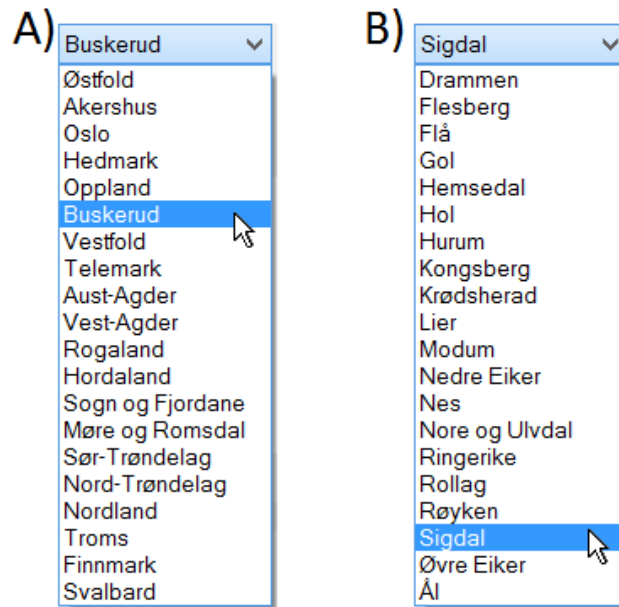 A)
Buskerud
Østfold
Akershus
Oslo
Hedmark
Oppland
Buskerud
Vestfold
Telemark
Aust-Agder
Vest-Agder
Rogaland
Hordaland
Sogn og Fjordane
Møre og Romsdal
Sør-Trøndelag
Nord-Trøndelag
Nordland
Troms
Finnmark
Svalbard
B)
Sigdal
Drammen
Flesberg
Flå
Gol
Hemsedal
Hol
Hurum
Kongsberg
Krødsherad
Lier
Modum
Nedre Eiker
Nes
Nore og Ulvdal
Ringerike
Rollag
Røyken
Sigdal
Øvre Eiker
Ål